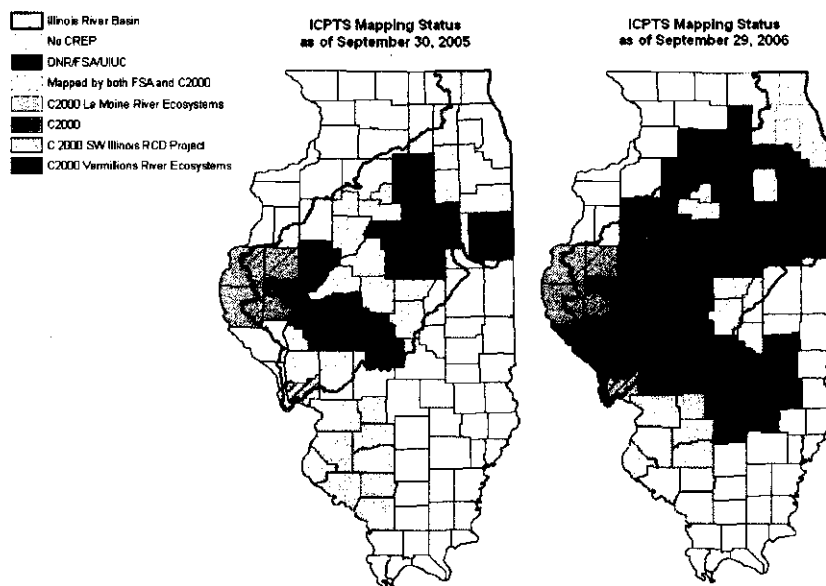 Illinois River Basin
No CREP
DNR/FSA/UIUC
Mapped by both FSA and C2000
C2000 La Moine River Ecosystems
C2000
C 2000 SW Illinois RCD Project
C2000 Vermilions River Ecosystems
ICPTS Mapping Status
as of September 30, 2005
ICPTS Mapping Status
as of September 29, 2006